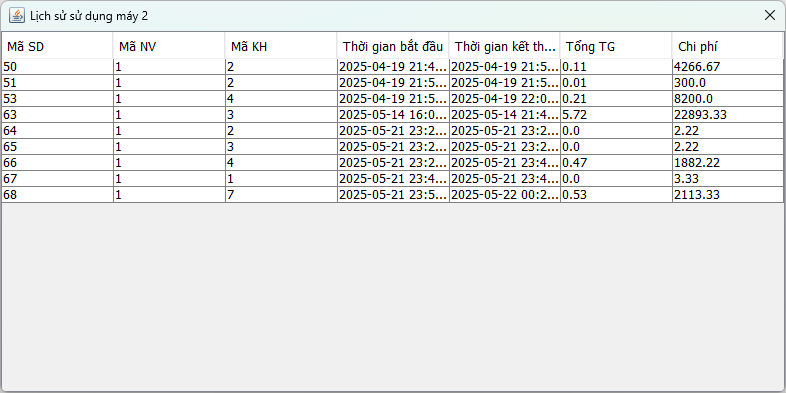 Lịch sử sử dụng máy 2
Mã SD Mã NV Mã KH Thời gian bắt đầu Thời gian kết th... Tổng TG Chi phí
50 1 2 2025-04-19 21:4... 2025-04-19 21:5... 0.11 4266.67
51 1 2 2025-04-19 21:5... 2025-04-19 21:5... 0.01 300.0
53 1 4 2025-04-19 21:5... 2025-04-19 22:0... 0.21 8200.0
63 1 3 2025-05-14 16:0... 2025-05-14 21:4... 5.72 22893.33
64 1 2 2025-05-21 23:2... 2025-05-21 23:2... 0.0 2.22
65 1 3 2025-05-21 23:2... 2025-05-21 23:2... 0.0 2.22
66 1 4 2025-05-21 23:2... 2025-05-21 23:4... 0.47 1882.22
67 1 1 2025-05-21 23:4... 2025-05-21 23:4... 0.0 3.33
68 1 7 2025-05-21 23:5... 2025-05-22 00:2... 0.53 2113.33